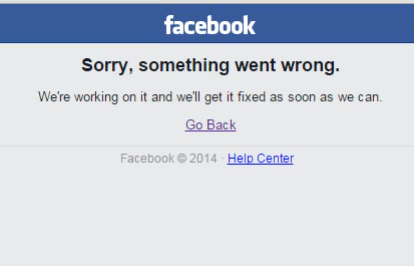 facebook
Sorry, something went wrong.
We're working on it and we'll get it fixed as soon as we can.
Go Back
Facebook © 2014 · Help Center